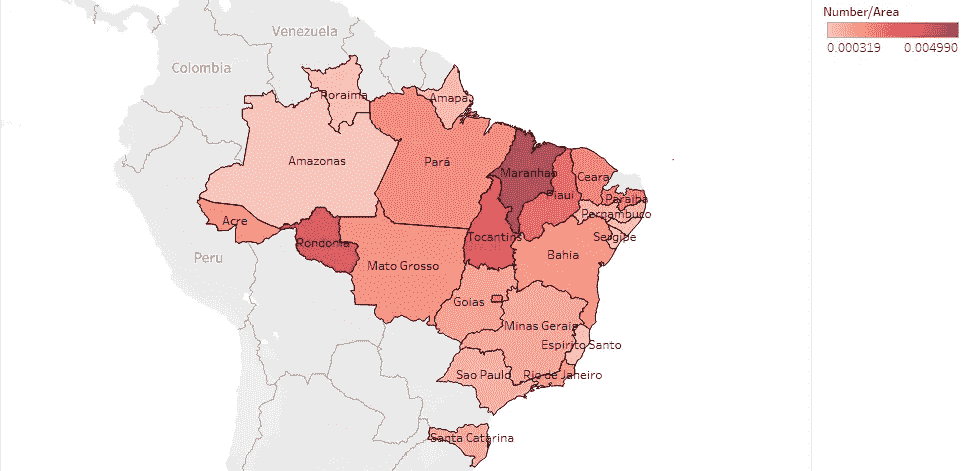 Number/Area
0.000319 0.004990
Venezuela
Colombia
Roraima
Amapa
Amazonas
Pará
Maranhao
Ceara
Piaui
Paraiba
Pernambuco
Acre
Rondonia
Tocantins
Sergipe
Peru
Mato Grosso
Bahia
Goias
Minas Gerais
Espirito Santo
Sao Paulo
Rio de Janeiro
Santa Catarina